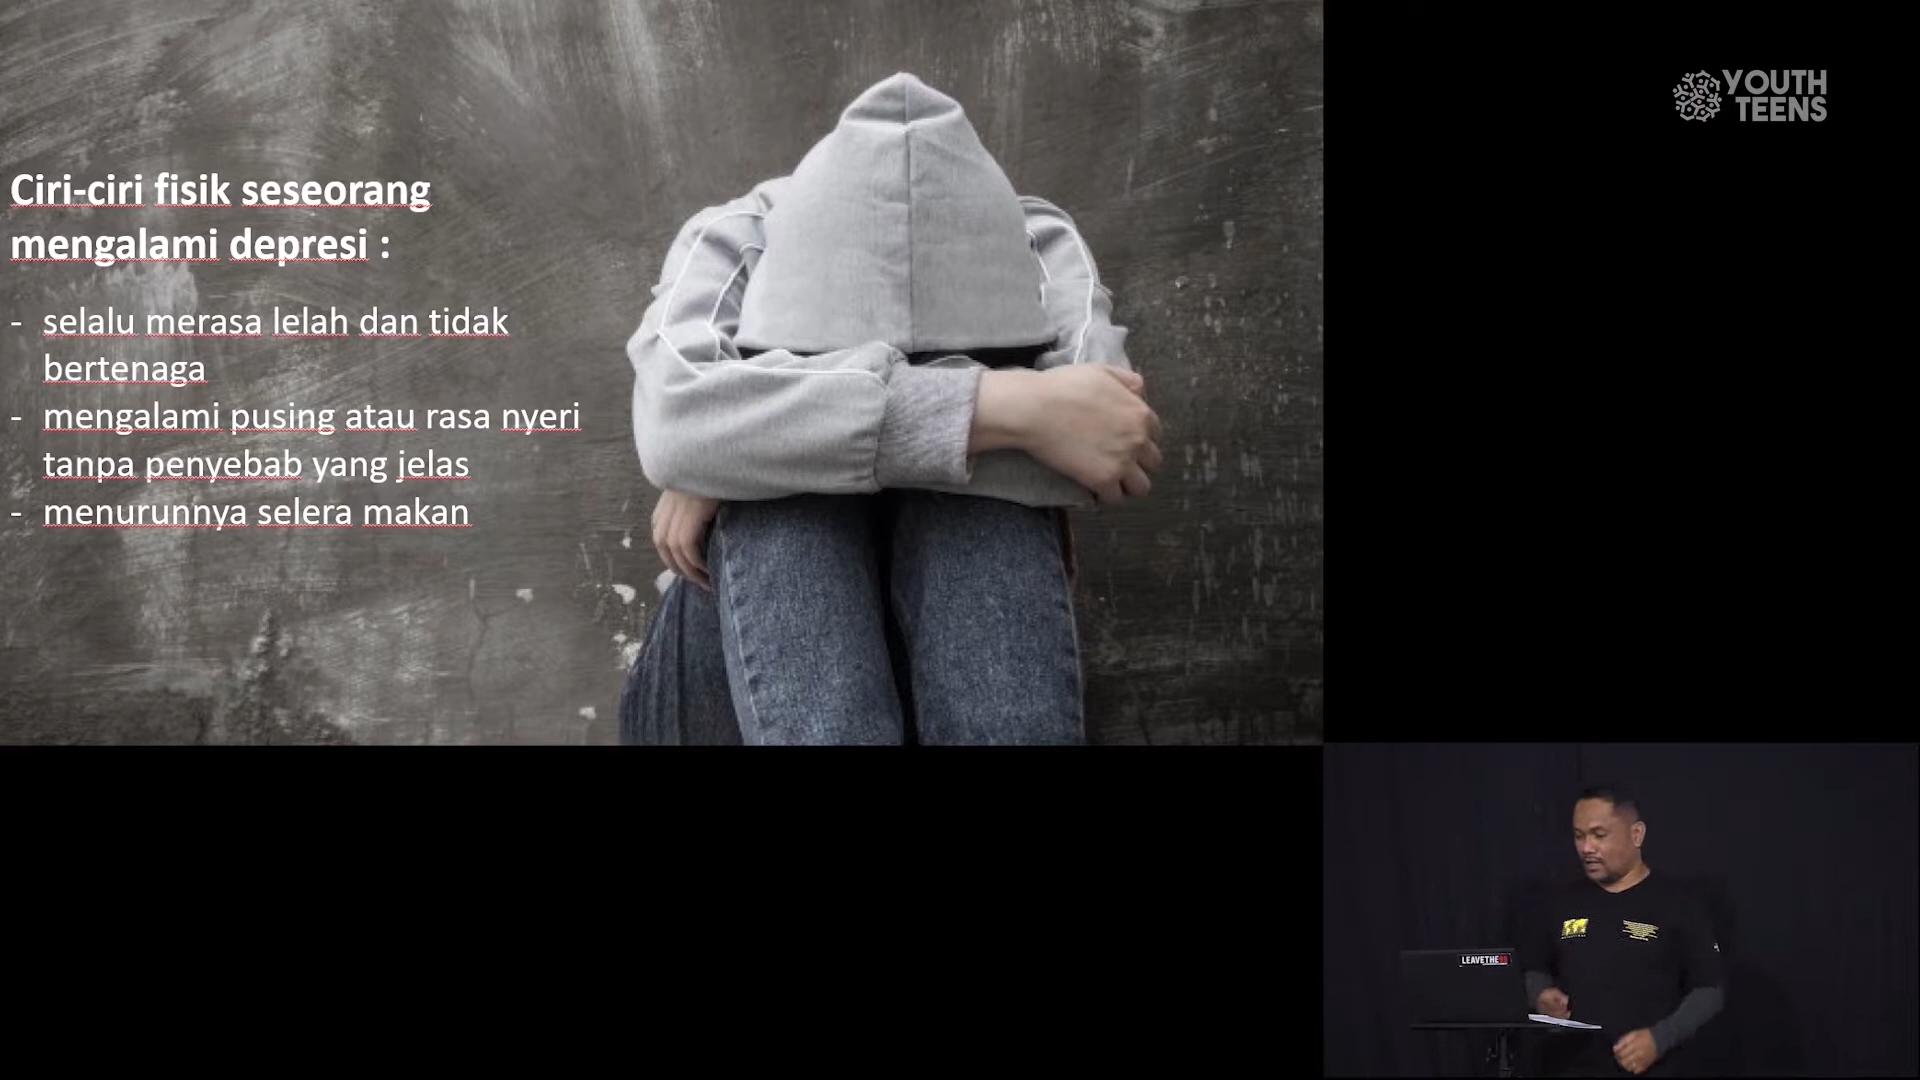 Ciri-ciri fisik seseorang
mengalami depresi :
- selalu merasa lelah dan tidak
bertenaga
- mengalami pusing atau rasa nyeri
tanpa penyebab yang jelas
- menurunnya selera makan
YOUTH
TEENS
LEAVETHE99